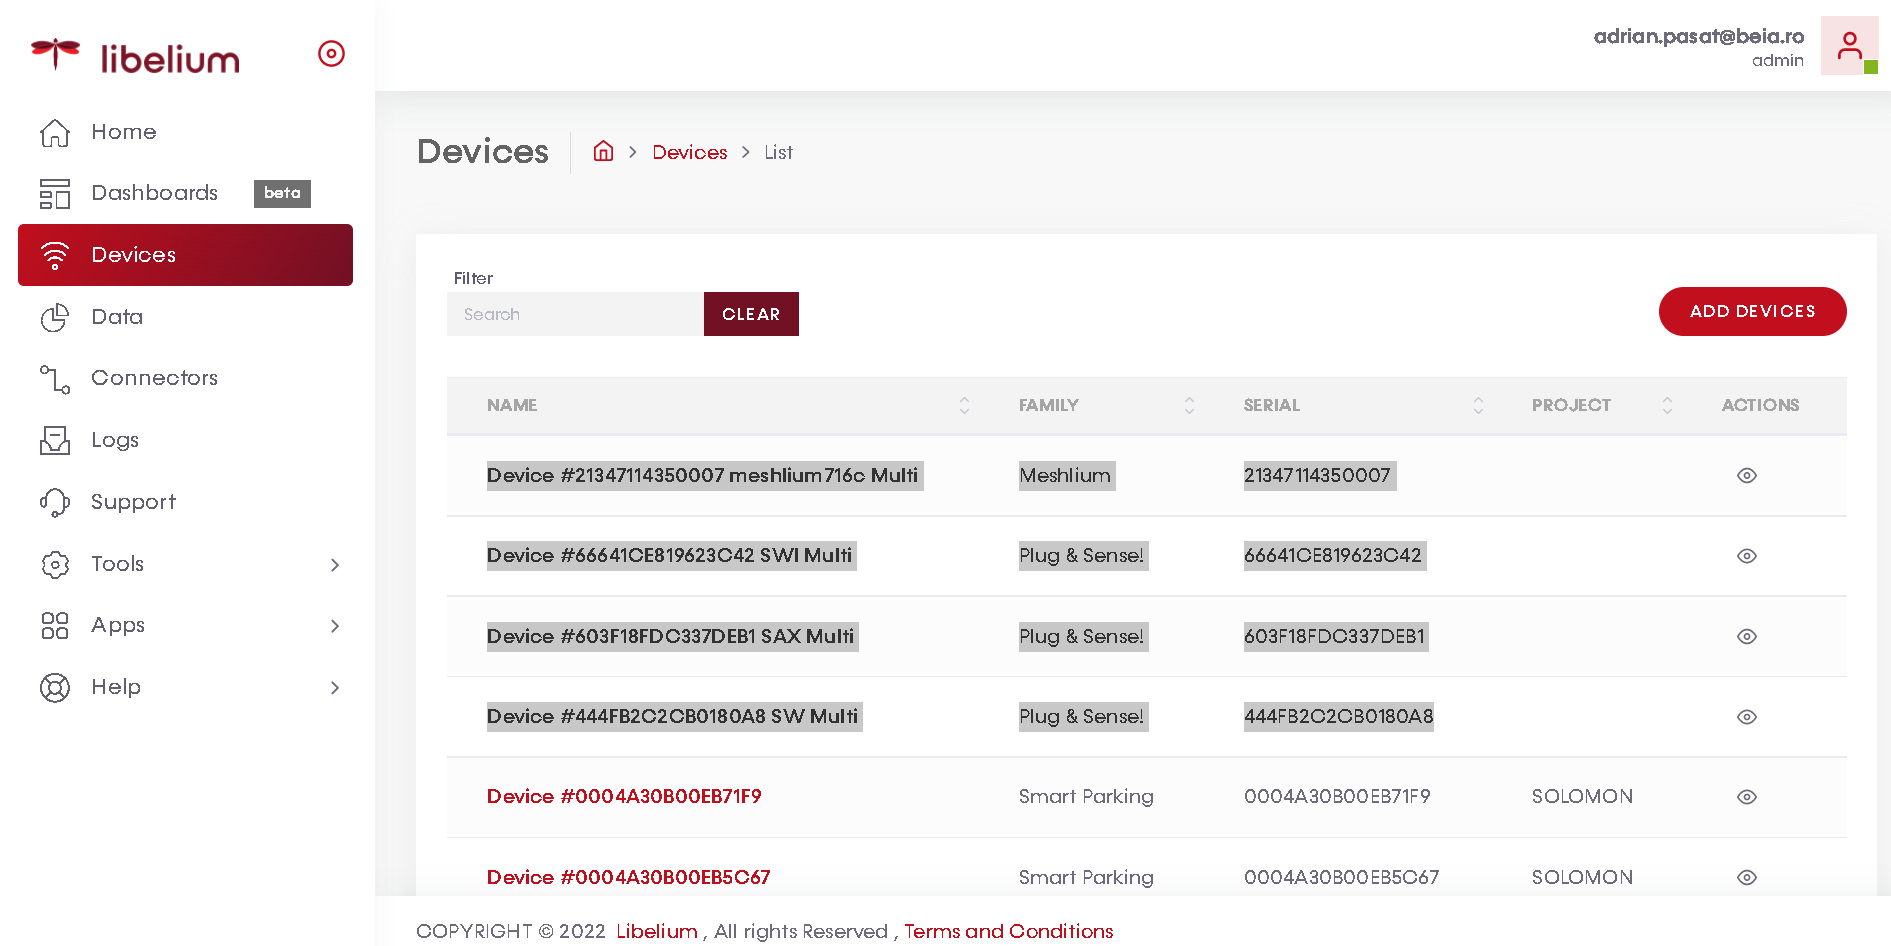 libelium
adrian.pasat@beia.ro
admin
Home
Dashboards beta
Devices
Data
Connectors
Logs
Support
Tools
Apps
Help
Devices
Devices > List
Filter
Search CLEAR
ADD DEVICES
NAME FAMILY SERIAL PROJECT ACTIONS
Device #21347114350007 meshlium716c Multi Meshlium 21347114350007
Device #66641CE819623C42 SWI Multi Plug & Sense! 66641CE819623C42
Device #603F18FDC337DEB1 SAX Multi Plug & Sense! 603F18FDC337DEB1
Device #444FB2C2CB0180A8 SW Multi Plug & Sense! 444FB2C2CB0180A8
Device #0004A30B00EB71F9 Smart Parking 0004A30B00EB71F9 SOLOMON
Device #0004A30B00EB5C67 Smart Parking 0004A30B00EB5C67 SOLOMON
COPYRIGHT © 2022 Libelium , All rights Reserved , Terms and Conditions